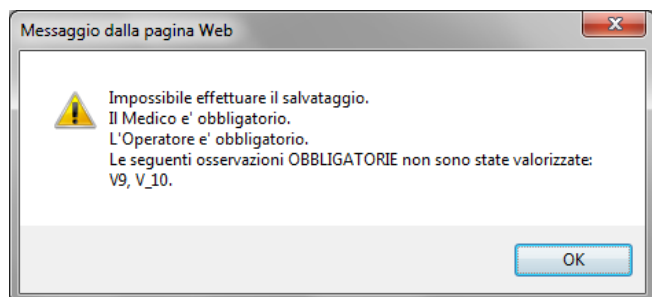 Messaggio dalla pagina Web
Impossibile effettuare il salvataggio.
Il Medico e' obbligatorio.
L'Operatore e' obbligatorio.
Le seguenti osservazioni OBBLIGATORIE non sono state valorizzate:
V9, V_10.
OK